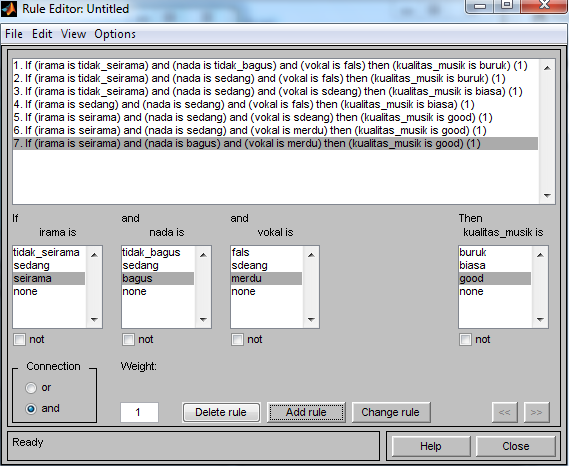 Rule Editor: Untitled
File Edit View Options
1. If (irama is tidak_seirama) and (nada is tidak_bagus) and (vokal is fals) then (kualitas_musik is buruk) (1)
2. If (irama is tidak_seirama) and (nada is sedang) and (vokal is fals) then (kualitas_musik is buruk) (1)
3. If (irama is tidak_seirama) and (nada is sedang) and (vokal is sdeang) then (kualitas_musik is biasa) (1)
4. If (irama is sedang) and (nada is sedang) and (vokal is fals) then (kualitas_musik is biasa) (1)
5. If (irama is seirama) and (nada is sedang) and (vokal is sdeang) then (kualitas_musik is good) (1)
6. If (irama is seirama) and (nada is sedang) and (vokal is merdu) then (kualitas_musik is good) (1)
7. If (irama is seirama) and (nada is bagus) and (vokal is merdu) then (kualitas_musik is good) (1)
If and and Then
irama is nada is vokal is kualitas_musik is
tidak_seirama tidak_bagus fals buruk
sedang sedang sdeang biasa
seirama bagus merdu good
none none none none
not not not not
Connection Weight:
or
and 1 Delete rule Add rule Change rule << >>
Ready Help Close